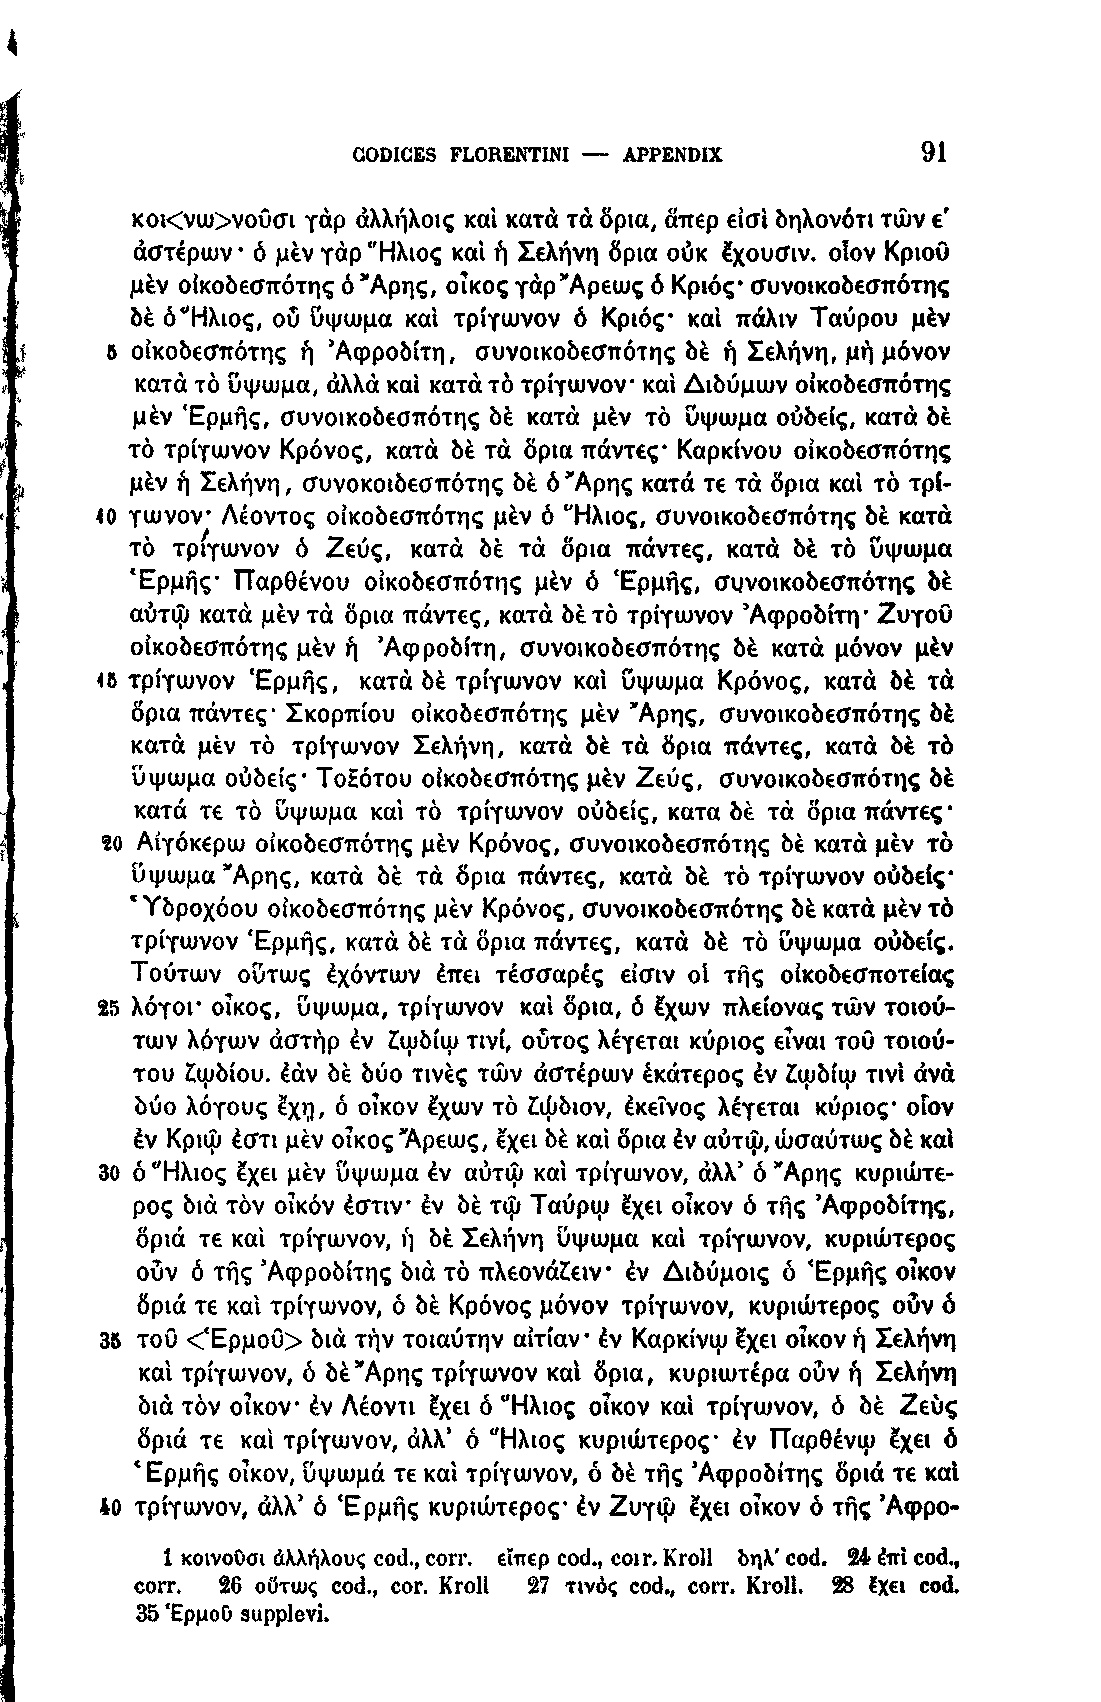 CODICES FLORENTINI — APPENDIX 91
κοι<νω>νοῦσι γὰρ ἀλλήλοις καὶ κατὰ τὰ ὅρια, ἅπερ εἰσὶ δηλονότι τῶν ε΄
ἀστέρων· ὁ μὲν γὰρ Ἥλιος καὶ ἡ Σελήνη ὅρια οὐκ ἔχουσιν. οἷον Κριοῦ
μὲν οἰκοδεσπότης ὁ Ἄρης, οἶκος γὰρ Ἄρεως ὁ Κριός· συνοικοδεσπότης
δὲ ὁ Ἥλιος, οὗ ὕψωμα καὶ τρίγωνον ὁ Κριός· καὶ πάλιν Ταύρου μὲν
5 οἰκοδεσπότης ἡ Ἀφροδίτη, συνοικοδεσπότης δὲ ἡ Σελήνη, μὴ μόνον
κατὰ τὸ ὕψωμα, ἀλλὰ καὶ κατὰ τὸ τρίγωνον· καὶ Διδύμων οἰκοδεσπότης
μὲν Ἑρμῆς, συνοικοδεσπότης δὲ κατὰ μὲν τὸ ὕψωμα οὐδείς, κατὰ δὲ
τὸ τρίγωνον Κρόνος, κατὰ δὲ τὰ ὅρια πάντες· Καρκίνου οἰκοδεσπότης
μὲν ἡ Σελήνη, συνοκοιδεσπότης δὲ ὁ Ἄρης κατά τε τὰ ὅρια καὶ τὸ τρί-
10 γωνον· Λέοντος οἰκοδεσπότης μὲν ὁ Ἥλιος, συνοικοδεσπότης δὲ κατὰ
τὸ τρίγωνον ὁ Ζεύς, κατὰ δὲ τὰ ὅρια πάντες, κατὰ δὲ τὸ ὕψωμα
Ἑρμῆς· Παρθένου οἰκοδεσπότης μὲν ὁ Ἑρμῆς, συνοικοδεσπότης δὲ
αὐτῷ κατὰ μὲν τὰ ὅρια πάντες, κατὰ δὲ τὸ τρίγωνον Ἀφροδίτη· Ζυγοῦ
οἰκοδεσπότης μὲν ἡ Ἀφροδίτη, συνοικοδεσπότης δὲ κατὰ μόνον μὲν
15 τρίγωνον Ἑρμῆς, κατὰ δὲ τρίγωνον καὶ ὕψωμα Κρόνος, κατὰ δὲ τὰ
ὅρια πάντες· Σκορπίου οἰκοδεσπότης μὲν Ἄρης, συνοικοδεσπότης δὲ
κατὰ μὲν τὸ τρίγωνον Σελήνη, κατὰ δὲ τὰ ὅρια πάντες, κατὰ δὲ τὸ
ὕψωμα οὐδείς· Τοξότου οἰκοδεσπότης μὲν Ζεύς, συνοικοδεσπότης δὲ
κατά τε τὸ ὕψωμα καὶ τὸ τρίγωνον οὐδείς, κατα δὲ τὰ ὅρια πάντες·
20 Αἰγόκερω οἰκοδεσπότης μὲν Κρόνος, συνοικοδεσπότης δὲ κατὰ μὲν τὸ
ὕψωμα Ἄρης, κατὰ δὲ τὰ ὅρια πάντες, κατὰ δὲ τὸ τρίγωνον οὐδείς·
Ὑδροχόου οἰκοδεσπότης μὲν Κρόνος, συνοικοδεσπότης δὲ κατὰ μὲν τὸ
τρίγωνον Ἑρμῆς, κατὰ δὲ τὰ ὅρια πάντες, κατὰ δὲ τὸ ὕψωμα οὐδείς.
Τούτων οὕτως ἐχόντων ἐπει τέσσαρές εἰσιν οἱ τῆς οἰκοδεσποτείας
25 λόγοι· οἶκος, ὕψωμα, τρίγωνον καὶ ὅρια, ὁ ἔχων πλείονας τῶν τοιού-
των λόγων ἀστὴρ ἐν ζῳδίῳ τινί, οὗτος λέγεται κύριος εἶναι τοῦ τοιού-
του ζῳδίου. ἐὰν δὲ δύο τινὲς τῶν ἀστέρων ἑκάτερος ἐν ζῳδίῳ τινὶ ἀνὰ
δύο λόγους ἔχῃ, ὁ οἶκον ἔχων τὸ ζῴδιον, ἐκεῖνος λέγεται κύριος· οἷον
ἐν Κριῷ ἐστι μὲν οἶκος Ἄρεως, ἔχει δὲ καὶ ὅρια ἐν αὐτῷ, ὡσαύτως δὲ καὶ
30 ὁ Ἥλιος ἔχει μὲν ὕψωμα ἐν αὐτῷ καὶ τρίγωνον, ἀλλ' ὁ Ἄρης κυριώτε-
ρος διὰ τὸν οἶκόν ἐστιν· ἐν δὲ τῷ Ταύρῳ ἔχει οἶκον ὁ τῆς Ἀφροδίτης,
ὅριά τε καὶ τρίγωνον, ἡ δὲ Σελήνη ὕψωμα καὶ τρίγωνον, κυριώτερος
οὖν ὁ τῆς Ἀφροδίτης διὰ τὸ πλεονάζειν· ἐν Διδύμοις ὁ Ἑρμῆς οἶκον
ὅριά τε καὶ τρίγωνον, ὁ δὲ Κρόνος μόνον τρίγωνον, κυριώτερος οὖν ὁ
35 τοῦ <Ἑρμοῦ> διὰ τὴν τοιαύτην αἰτίαν· ἐν Καρκίνῳ ἔχει οἶκον ἡ Σελήνη
καὶ τρίγωνον, ὁ δὲ Ἄρης τρίγωνον καὶ ὅρια, κυριωτέρα οὖν ἡ Σελήνη
διὰ τὸν οἶκον· ἐν Λέοντι ἔχει ὁ Ἥλιος οἶκον καὶ τρίγωνον, ὁ δὲ Ζεὺς
ὅριά τε καὶ τρίγωνον, ἀλλ' ὁ Ἥλιος κυριώτερος· ἐν Παρθένῳ ἔχει ὁ
Ἑρμῆς οἶκον, ὕψωμά τε καὶ τρίγωνον, ὁ δὲ τῆς Ἀφροδίτης ὅριά τε καὶ
40 τρίγωνον, ἀλλ' ὁ Ἑρμῆς κυριώτερος· ἐν Ζυγῷ ἔχει οἶκον ὁ τῆς Ἀφρο-
1 κοινοῦσι ἀλλήλους cod., corr. εἴπερ cod., corr. Kroll δηλ' cod. 24 ἐπὶ cod.,
corr. 26 οὕτως cod., cor. Kroll 27 τινός cod., corr. Kroll. 28 ἔχει cod.
35 Ἑρμοῦ supplevi.